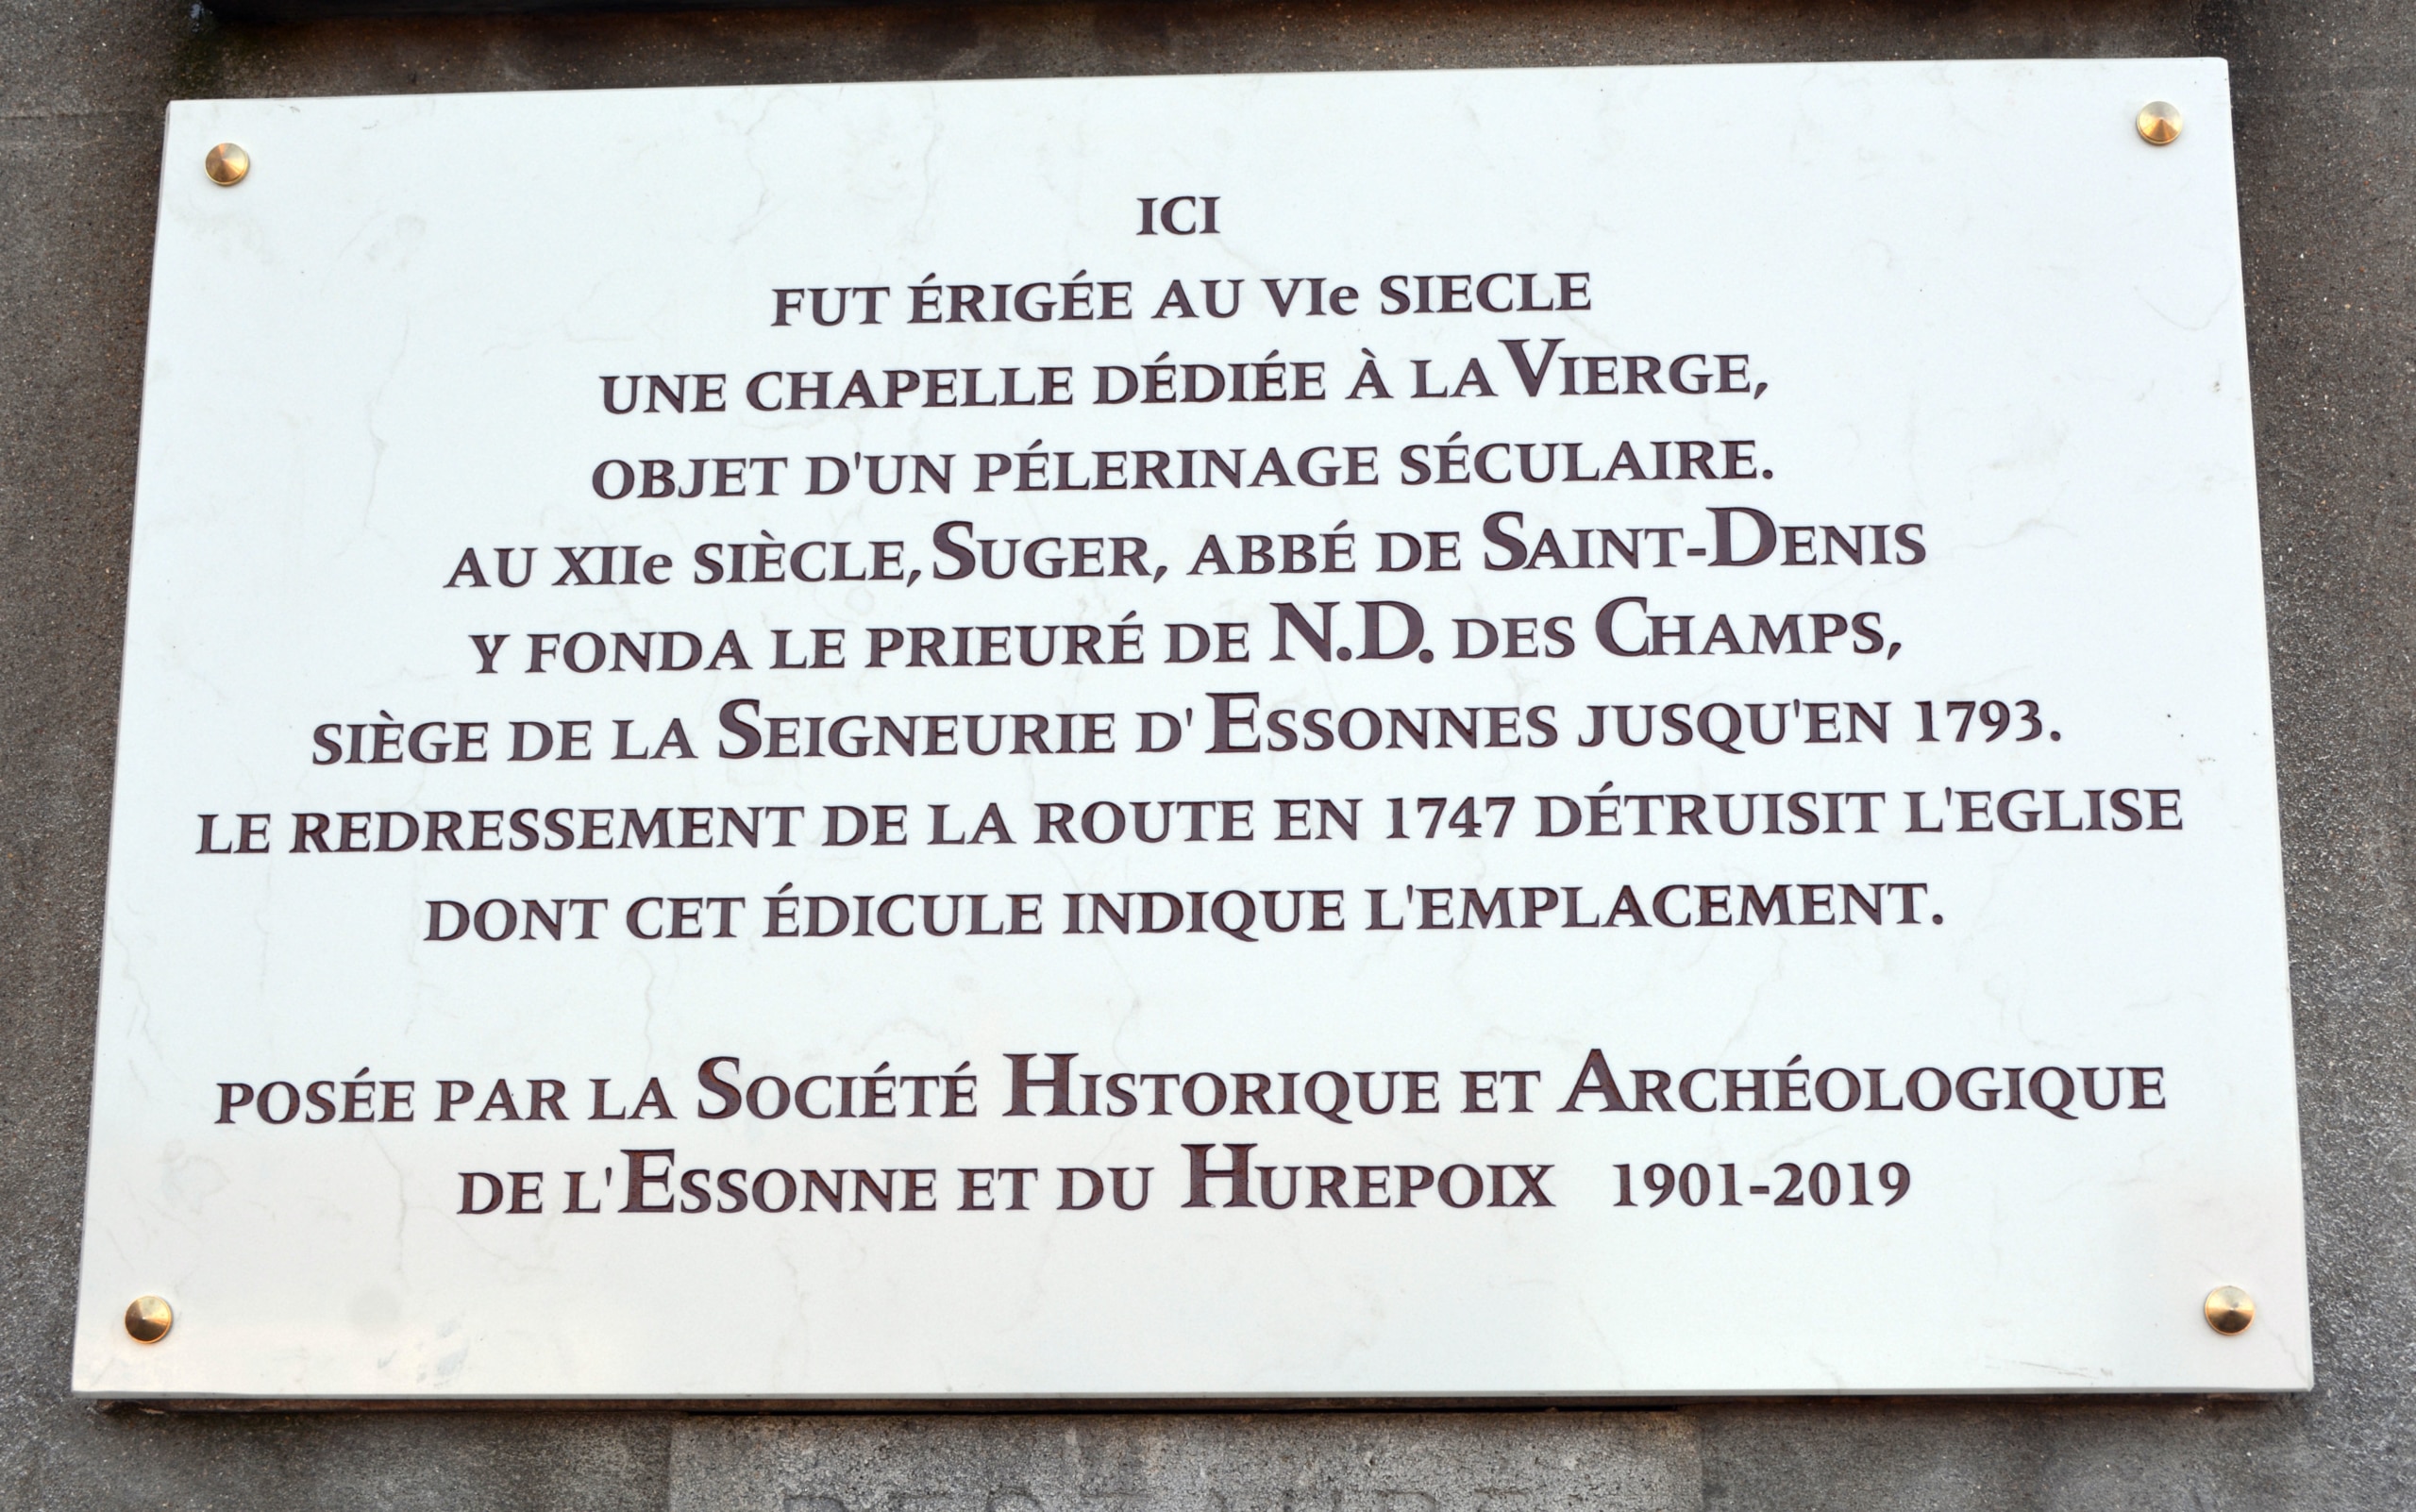 ICI
FUT ÉRIGÉE AU VIe SIECLE
UNE CHAPELLE DÉDIÉE À LA VIERGE,
OBJET D'UN PÉLERINAGE SÉCULAIRE.
AU XIIe SIÈCLE, SUGER, ABBÉ DE SAINT-DENIS
Y FONDA LE PRIEURÉ DE N.D. DES CHAMPS,
SIÈGE DE LA SEIGNEURIE D' ESSONNES JUSQU'EN 1793.
LE REDRESSEMENT DE LA ROUTE EN 1747 DÉTRUISIT L'EGLISE
DONT CET ÉDICULE INDIQUE L'EMPLACEMENT.
POSÉE PAR LA SOCIÉTÉ HISTORIQUE ET ARCHÉOLOGIQUE
DE L'ESSONNE ET DU HUREPOIX 1901-2019